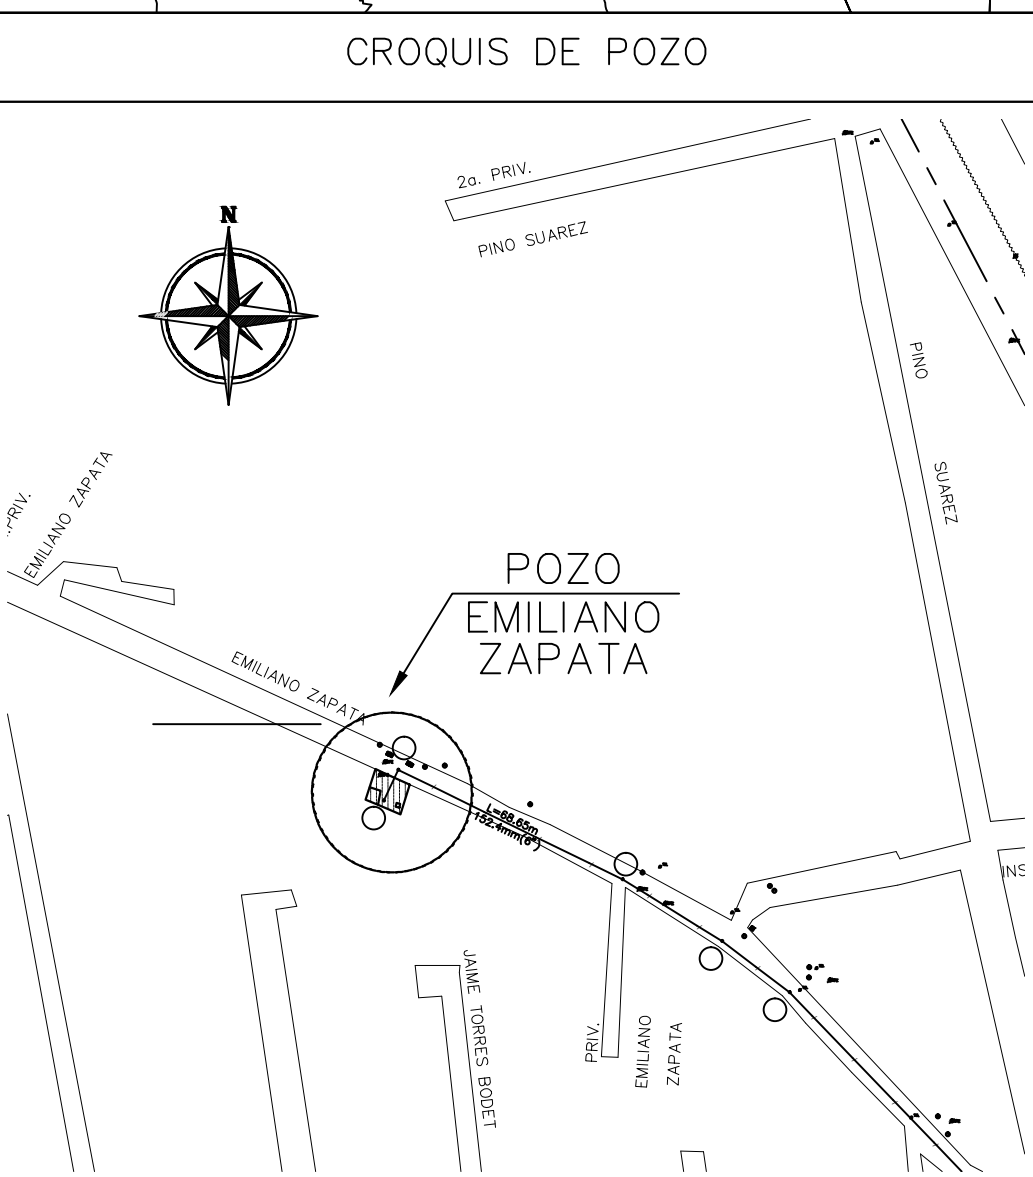 CROQUIS DE POZO
2a. PRIV.
PINO SUAREZ
N
PINO
SUAREZ
.PRIV.
EMILIANO ZAPATA
POZO
EMILIANO
ZAPATA
EMILIANO ZAPATA
L=68.65m
152.4mm(6")
INS
JAIME TORRES BODET
PRIV.
EMILIANO
ZAPATA